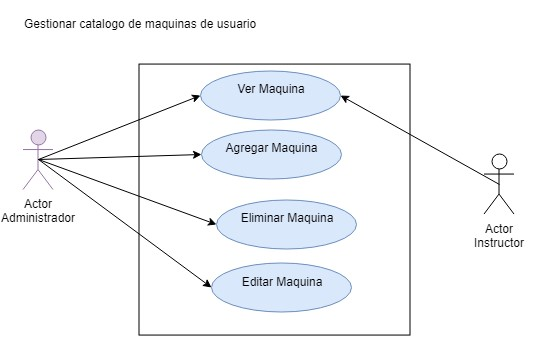 Gestionar catalogo de maquinas de usuario
Ver Maquina
Agregar Maquina
Eliminar Maquina
Editar Maquina
Actor
Administrador
Actor
Instructor